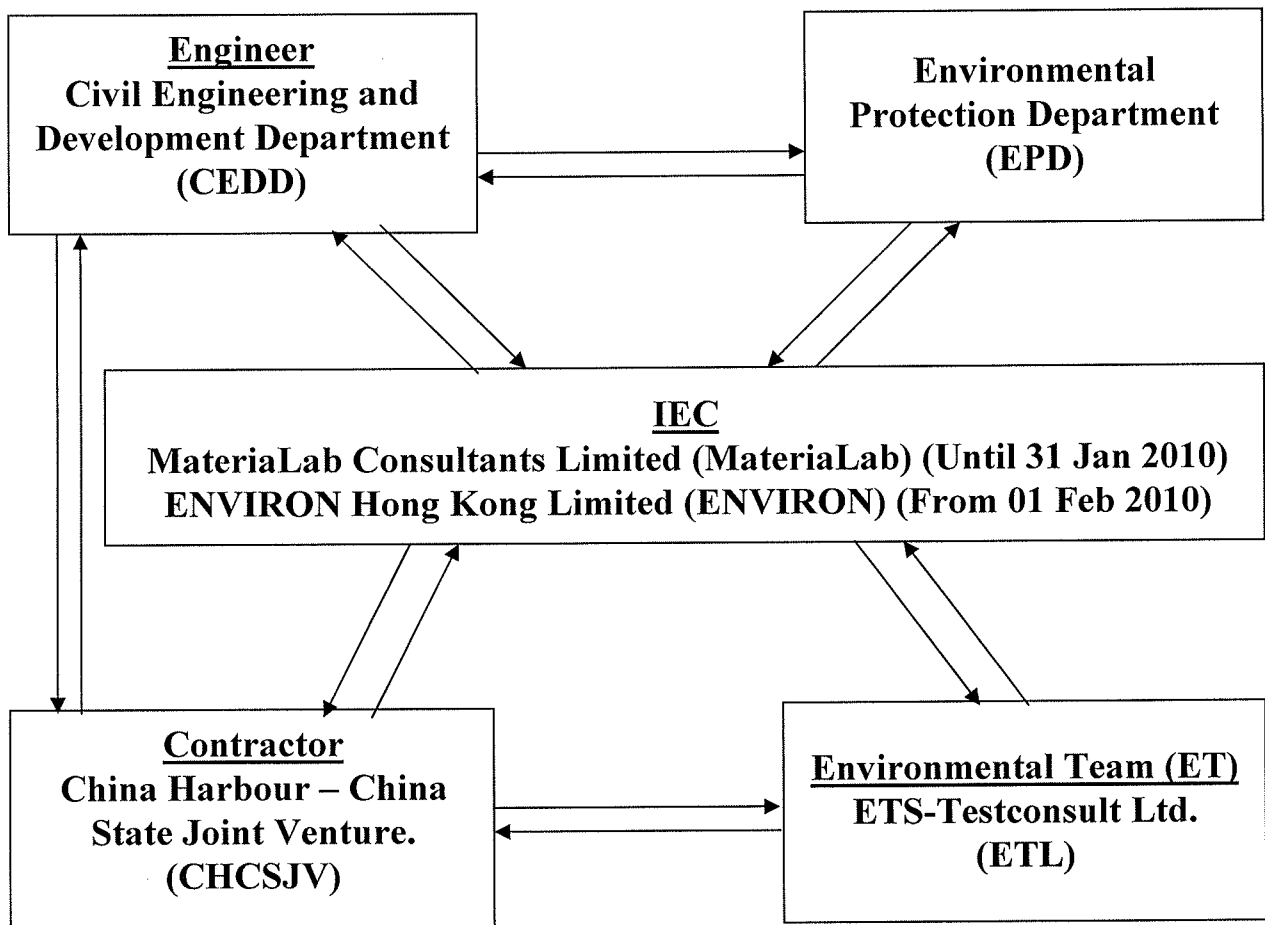 Engineer
Civil Engineering and
Development Department
(CEDD)
Environmental
Protection Department
(EPD)
IEC
MateriaLab Consultants Limited (MateriaLab) (Until 31 Jan 2010)
ENVIRON Hong Kong Limited (ENVIRON) (From 01 Feb 2010)
Contractor
China Harbour – China
State Joint Venture.
(CHCSJV)
Environmental Team (ET)
ETS-Testconsult Ltd.
(ETL)